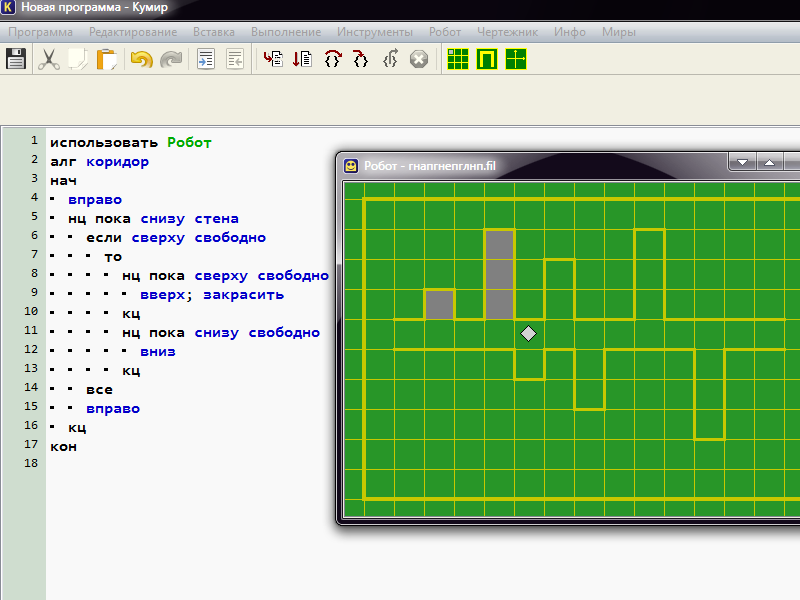 K Новая программа - Кумир
Программа Редактирование Вставка Выполнение Инструменты Робот Чертежник Инфо Миры
1 использовать Робот
2 алг коридор
3 нач
4 вправо
5 нц пока снизу стена
6 если сверху свободно
7 то
8 нц пока сверху свободно
9 вверх; закрасить
10 кц
11 нц пока снизу свободно
12 вниз
13 кц
14 все
15 вправо
16 кц
17 кон
18
Робот - гнапгнепглнп.fil